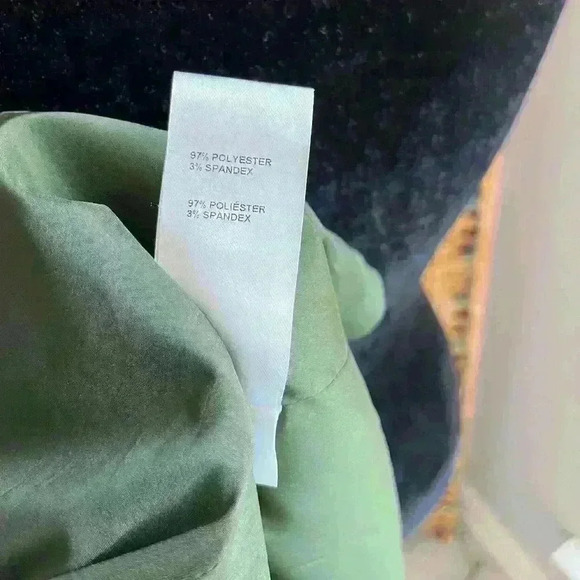 97% POLYESTER
3% SPANDEX
97% POLIÉSTER
3% SPANDEX